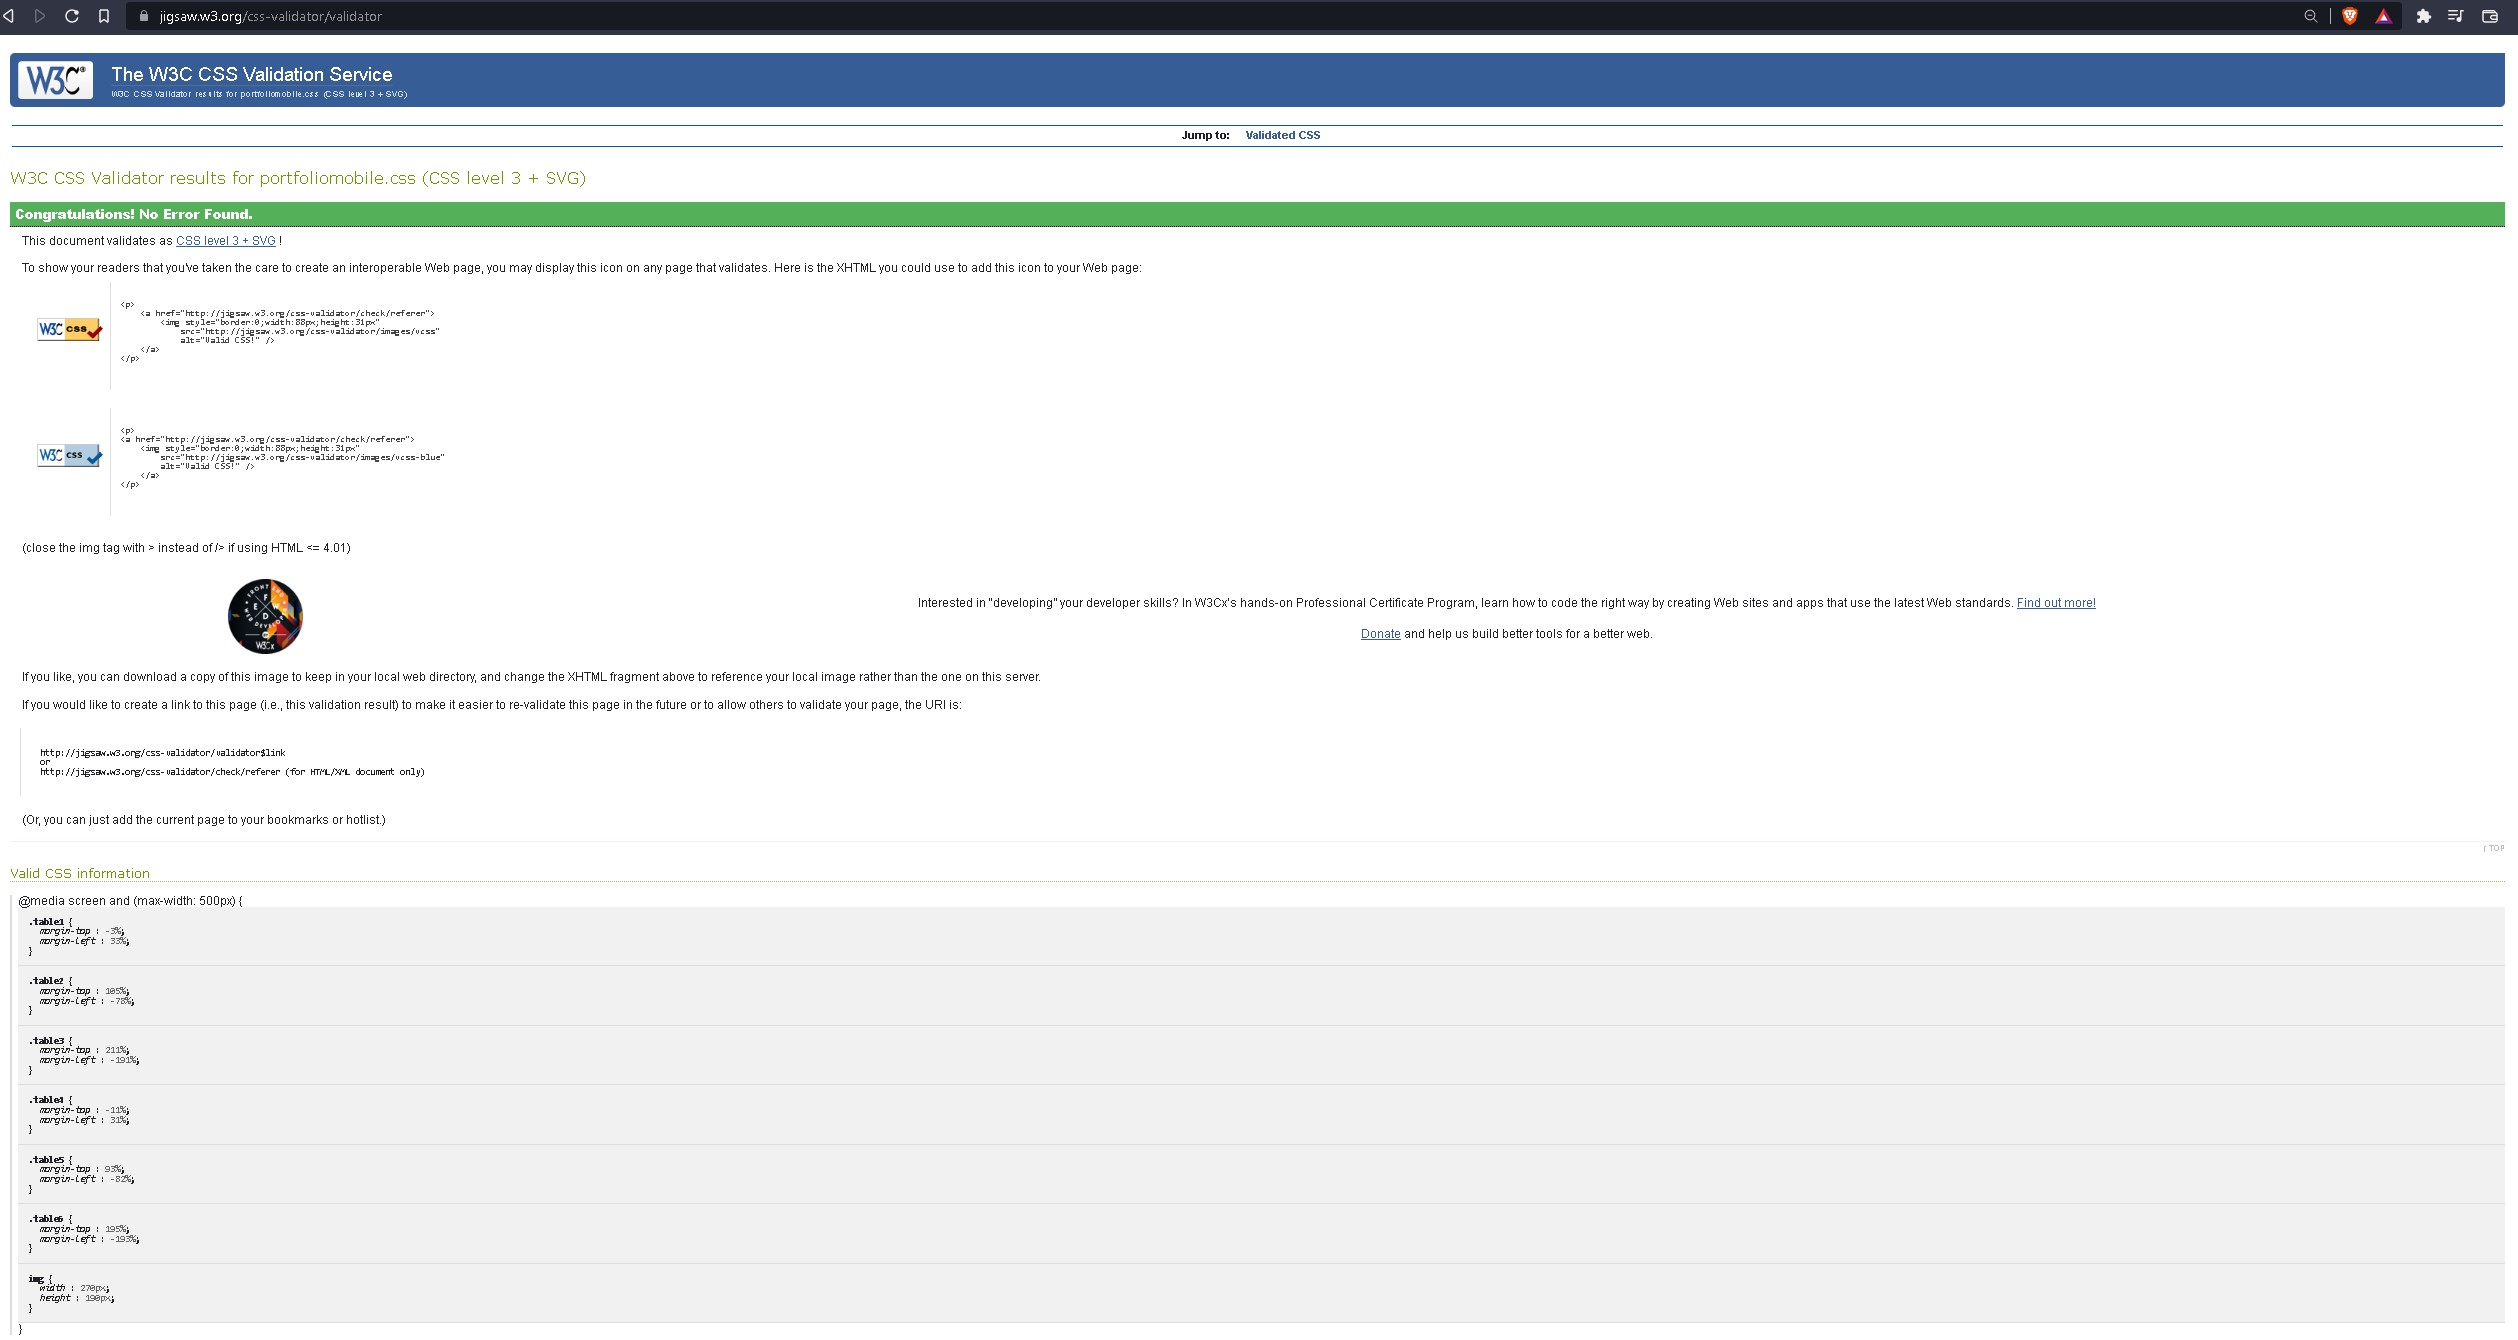 jigsaw.w3.org/css-validator/validator
W3C®
The W3C CSS Validation Service
W3C CSS Validator results for portfoliomobile.css (CSS level 3 + SVG)
Jump to: Validated CSS
W3C CSS Validator results for portfoliomobile.css (CSS level 3 + SVG)
Congratulations! No Error Found.
This document validates as CSS level 3 + SVG !
To show your readers that you've taken the care to create an interoperable Web page, you may display this icon on any page that validates. Here is the XHTML you could use to add this icon to your Web page:
W3C css
<p>
<a href="http://jigsaw.w3.org/css-validator/check/referer">
<img style="border:0;width:88px;height:31px"
src="http://jigsaw.w3.org/css-validator/images/vcss"
alt="Valid CSS!" />
</a>
</p>
W3C css
<p>
<a href="http://jigsaw.w3.org/css-validator/check/referer">
<img style="border:0;width:88px;height:31px"
src="http://jigsaw.w3.org/css-validator/images/vcss-blue"
alt="Valid CSS!" />
</a>
</p>
(close the img tag with > instead of /> if using HTML <= 4.01)
FRONT END
F E W D
WEB DEVELOP
W3Cx
Interested in "developing" your developer skills? In W3Cx's hands-on Professional Certificate Program, learn how to code the right way by creating Web sites and apps that use the latest Web standards. Find out more!
Donate and help us build better tools for a better web.
If you like, you can download a copy of this image to keep in your local web directory, and change the XHTML fragment above to reference your local image rather than the one on this server.
If you would like to create a link to this page (i.e., this validation result) to make it easier to re-validate this page in the future or to allow others to validate your page, the URI is:
http://jigsaw.w3.org/css-validator/validator$link
or
http://jigsaw.w3.org/css-validator/check/referer (for HTML/XML document only)
(Or, you can just add the current page to your bookmarks or hotlist.)
↑ TOP
Valid CSS information
@media screen and (max-width: 500px) {
.table1 {
margin-top : -3%;
margin-left : 33%;
}
.table2 {
margin-top : 105%;
margin-left : -78%;
}
.table3 {
margin-top : 211%;
margin-left : -191%;
}
.table4 {
margin-top : -11%;
margin-left : 31%;
}
.table5 {
margin-top : 93%;
margin-left : -82%;
}
.table6 {
margin-top : 195%;
margin-left : -193%;
}
img {
width : 270px;
height : 190px;
}
}